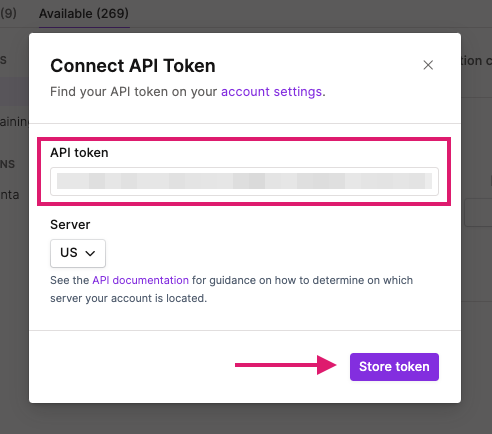 (9) Available (269)
Connect API Token
Find your API token on your account settings.
API token
Server
US
See the API documentation for guidance on how to determine on which
server your account is located.
Store token